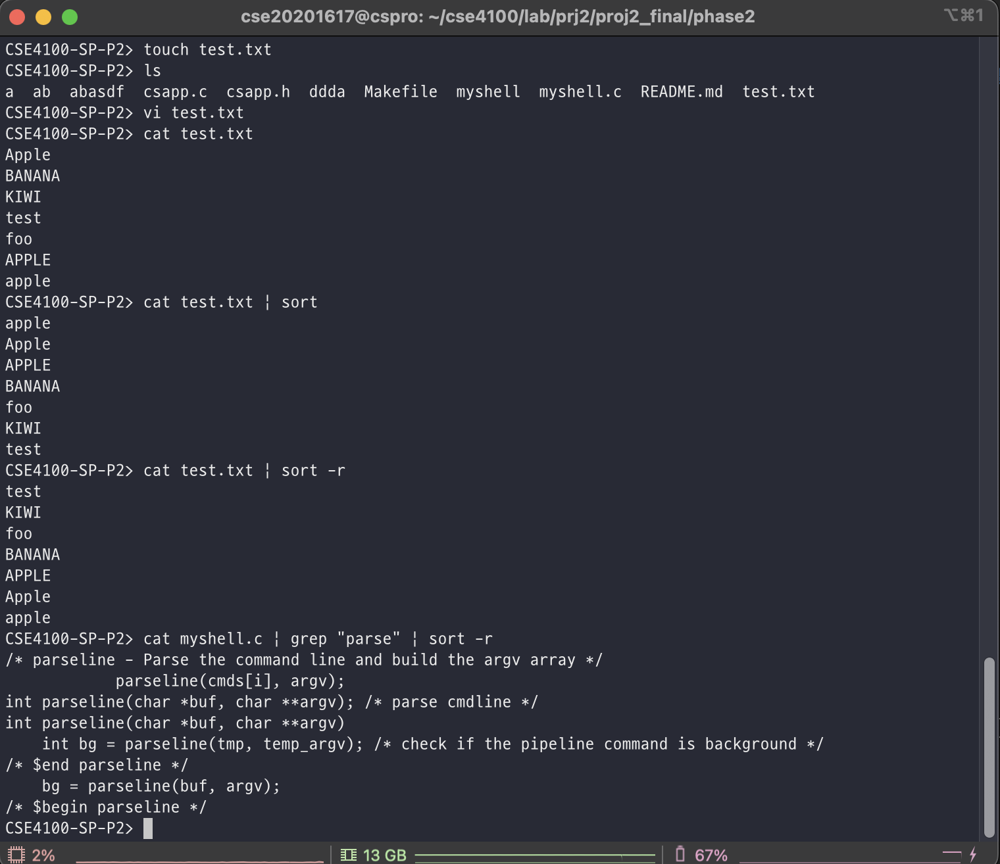 cse20201617@cspro: ~/cse4100/lab/prj2/proj2_final/phase2
⌥⌘1
CSE4100-SP-P2> touch test.txt
CSE4100-SP-P2> ls
a  ab  abasdf  csapp.c  csapp.h  ddda  Makefile  myshell  myshell.c  README.md  test.txt
CSE4100-SP-P2> vi test.txt
CSE4100-SP-P2> cat test.txt
Apple
BANANA
KIWI
test
foo
APPLE
apple
CSE4100-SP-P2> cat test.txt | sort
apple
Apple
APPLE
BANANA
foo
KIWI
test
CSE4100-SP-P2> cat test.txt | sort -r
test
KIWI
foo
BANANA
APPLE
Apple
apple
CSE4100-SP-P2> cat myshell.c | grep "parse" | sort -r
/* parseline - Parse the command line and build the argv array */
            parseline(cmds[i], argv);
int parseline(char *buf, char **argv); /* parse cmdline */
int parseline(char *buf, char **argv)
    int bg = parseline(tmp, temp_argv); /* check if the pipeline command is background */
/* $end parseline */
    bg = parseline(buf, argv);
/* $begin parseline */
CSE4100-SP-P2>
2%
13 GB
67%